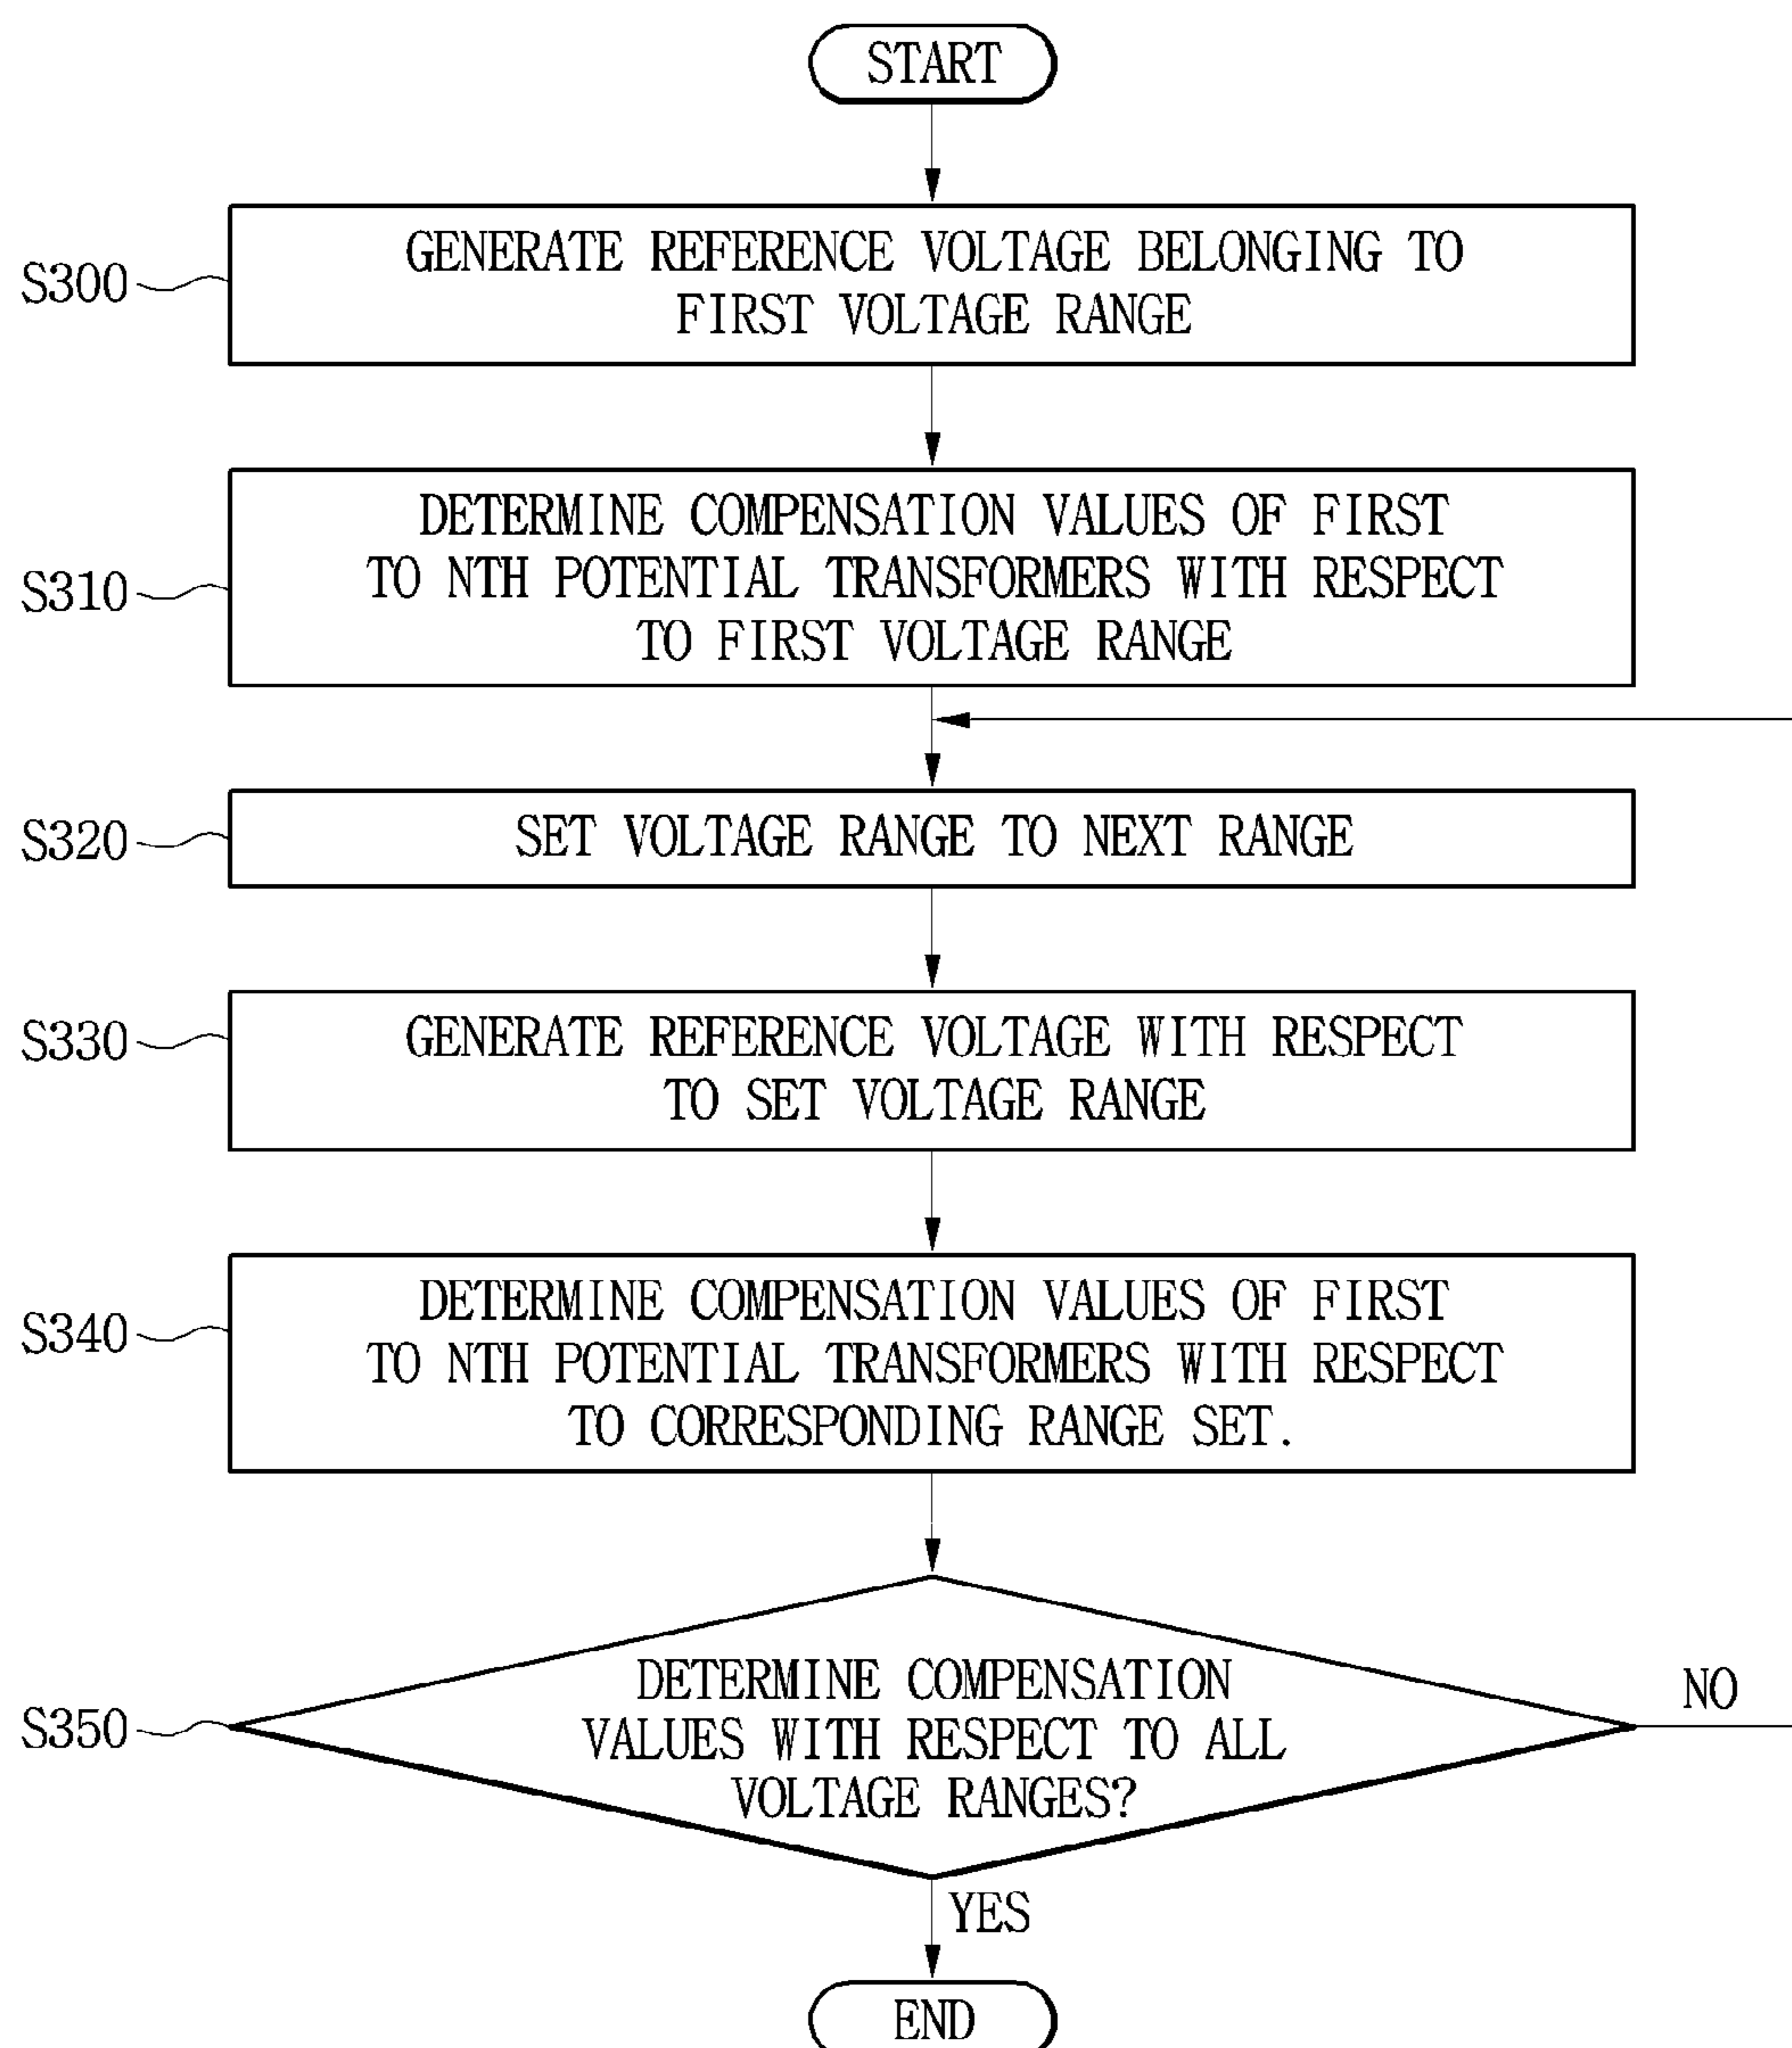 START
S300
GENERATE REFERENCE VOLTAGE BELONGING TO
FIRST VOLTAGE RANGE
S310
DETERMINE COMPENSATION VALUES OF FIRST
TO NTH POTENTIAL TRANSFORMERS WITH RESPECT
TO FIRST VOLTAGE RANGE
S320
SET VOLTAGE RANGE TO NEXT RANGE
S330
GENERATE REFERENCE VOLTAGE WITH RESPECT
TO SET VOLTAGE RANGE
S340
DETERMINE COMPENSATION VALUES OF FIRST
TO NTH POTENTIAL TRANSFORMERS WITH RESPECT
TO CORRESPONDING RANGE SET.
S350
DETERMINE COMPENSATION
VALUES WITH RESPECT TO ALL
VOLTAGE RANGES?
NO
YES
END